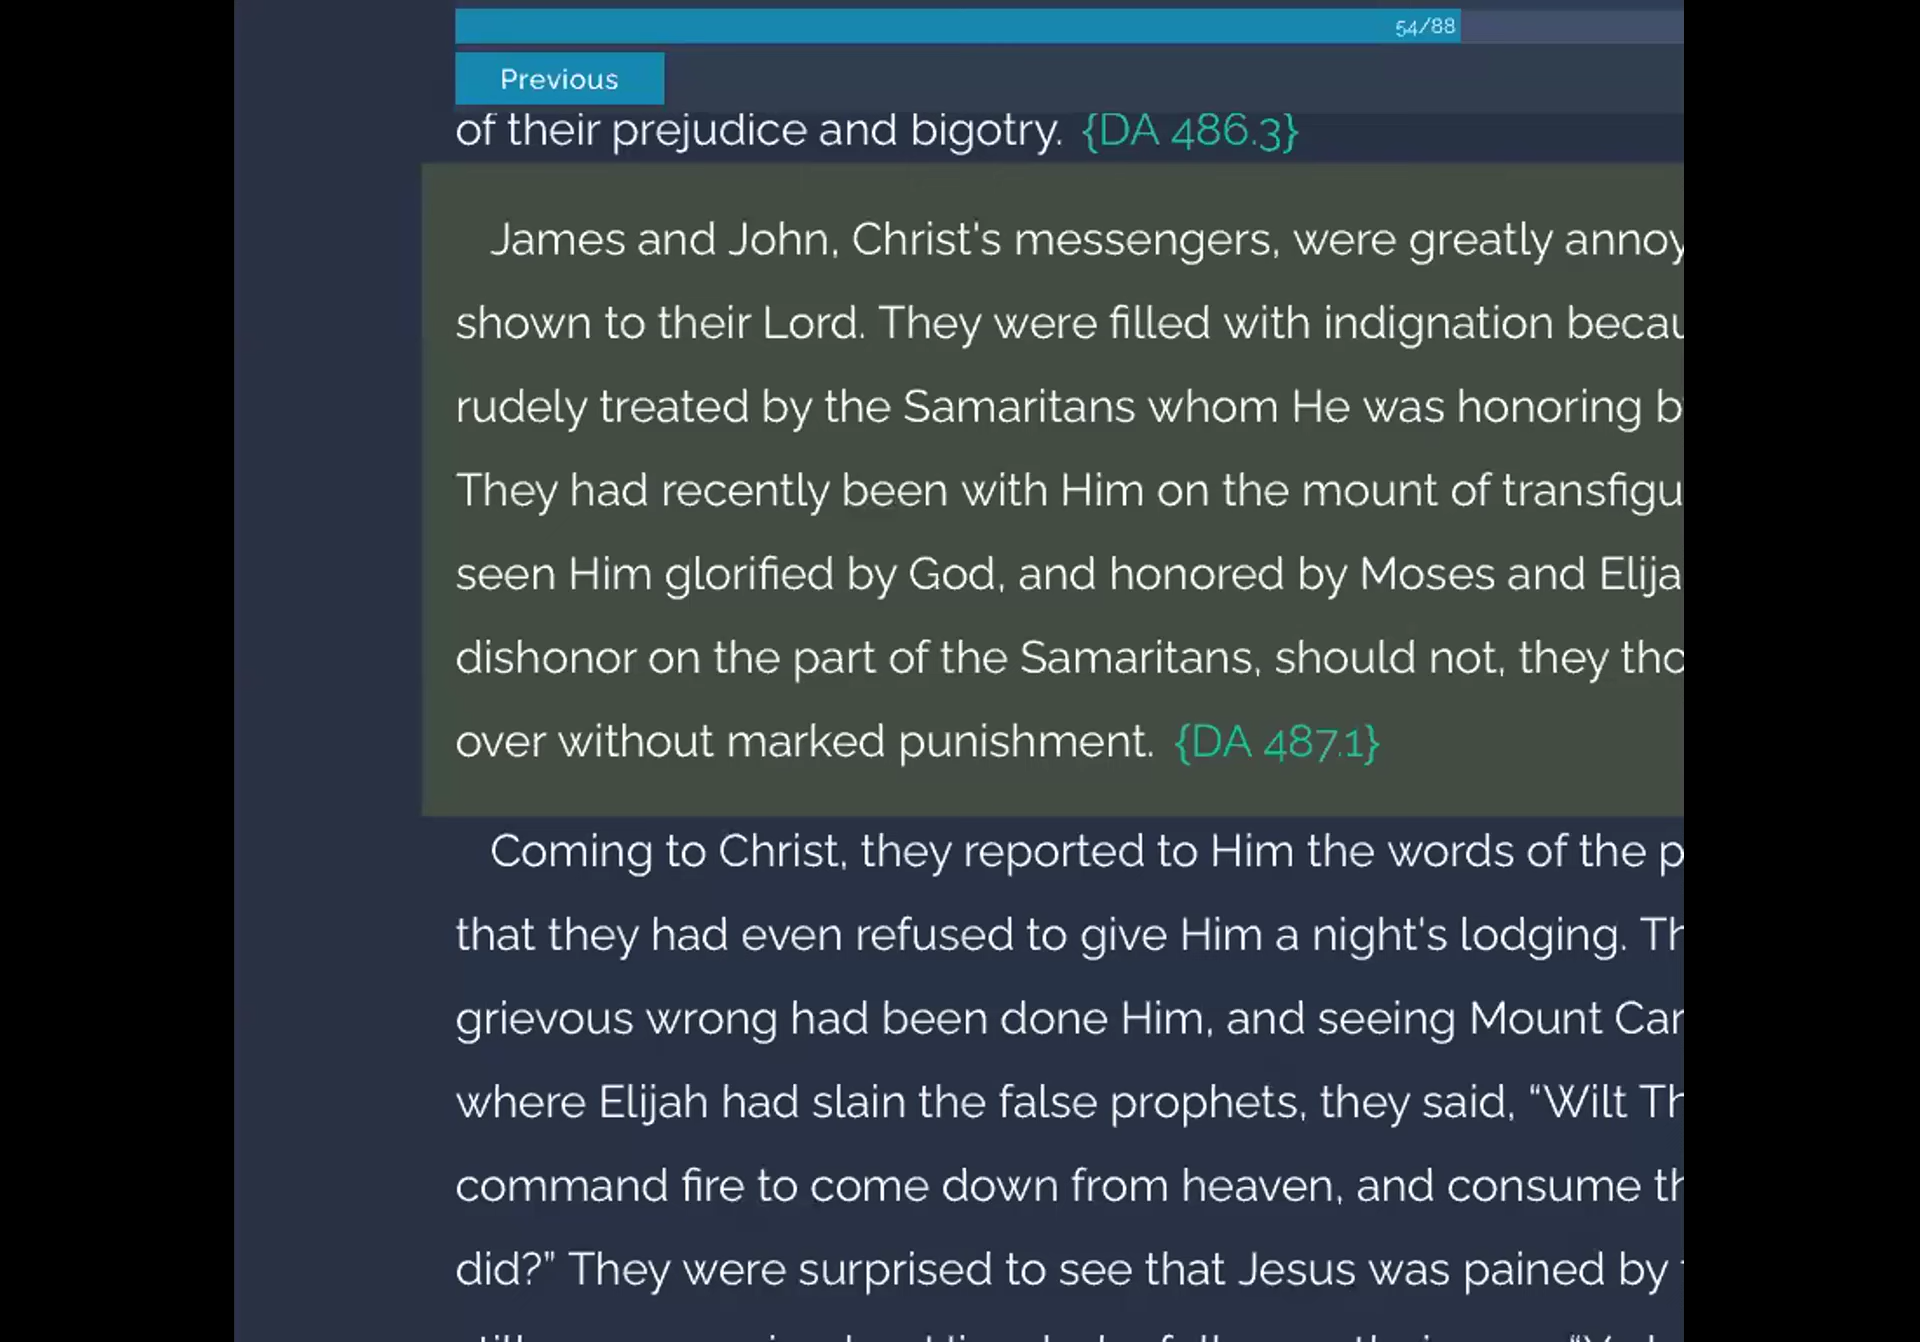 54/88
Previous
of their prejudice and bigotry. {DA 486.3}
James and John, Christ's messengers, were greatly annoy
shown to their Lord. They were filled with indignation becau
rudely treated by the Samaritans whom He was honoring b
They had recently been with Him on the mount of transfigu
seen Him glorified by God, and honored by Moses and Elija
dishonor on the part of the Samaritans, should not, they tho
over without marked punishment. {DA 487.1}
Coming to Christ, they reported to Him the words of the p
that they had even refused to give Him a night's lodging. Th
grievous wrong had been done Him, and seeing Mount Car
where Elijah had slain the false prophets, they said, “Wilt Th
command fire to come down from heaven, and consume th
did?” They were surprised to see that Jesus was pained by